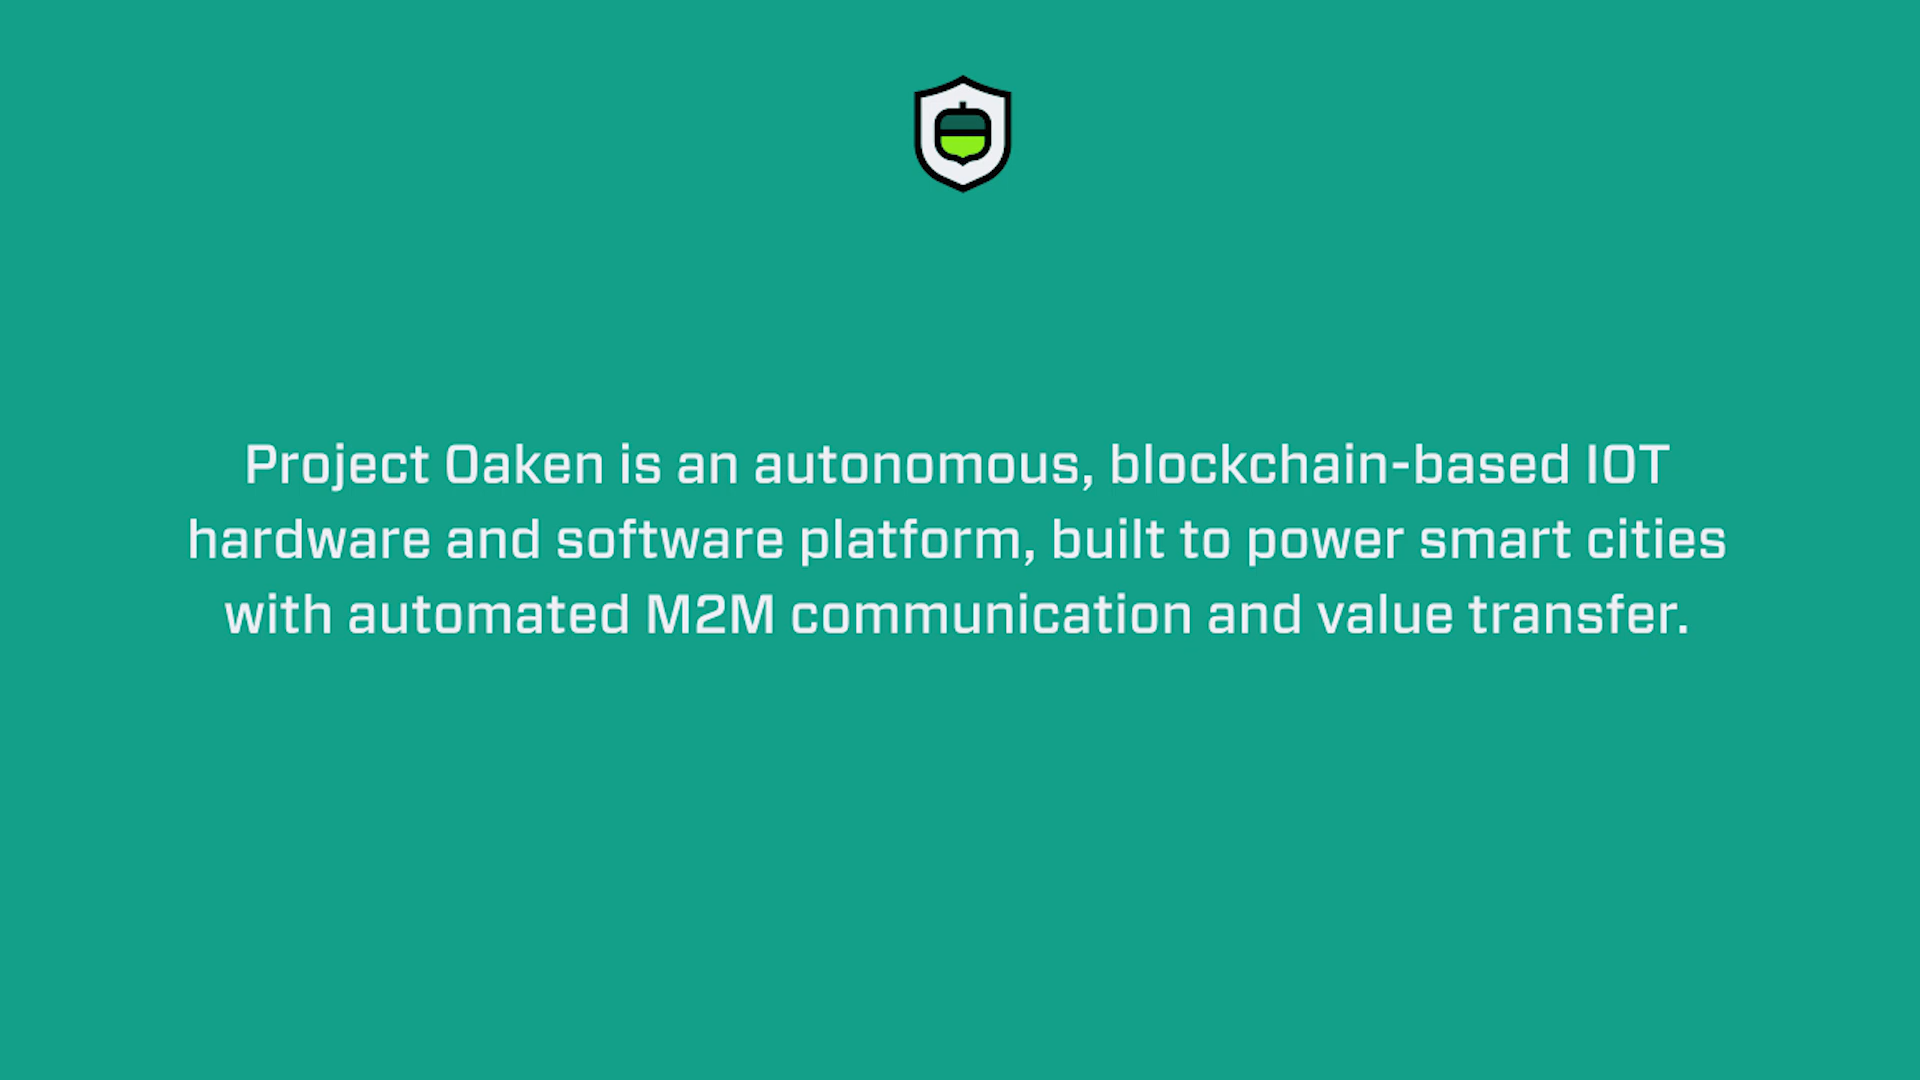 Project Oaken is an autonomous, blockchain-based IOT
hardware and software platform, built to power smart cities
with automated M2M communication and value transfer.